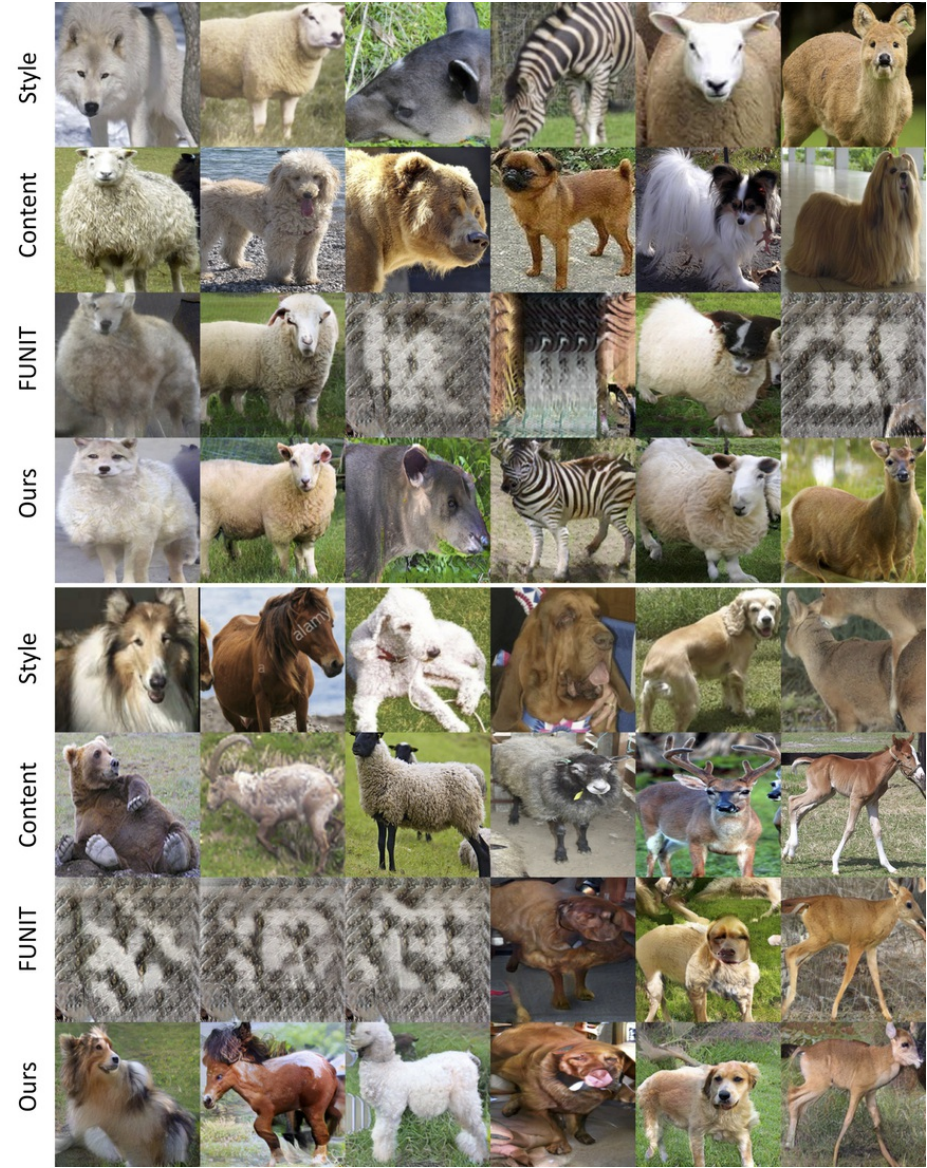 Style
Content
FUNIT
Ours
Style
alamy
a
Content
FUNIT
Ours